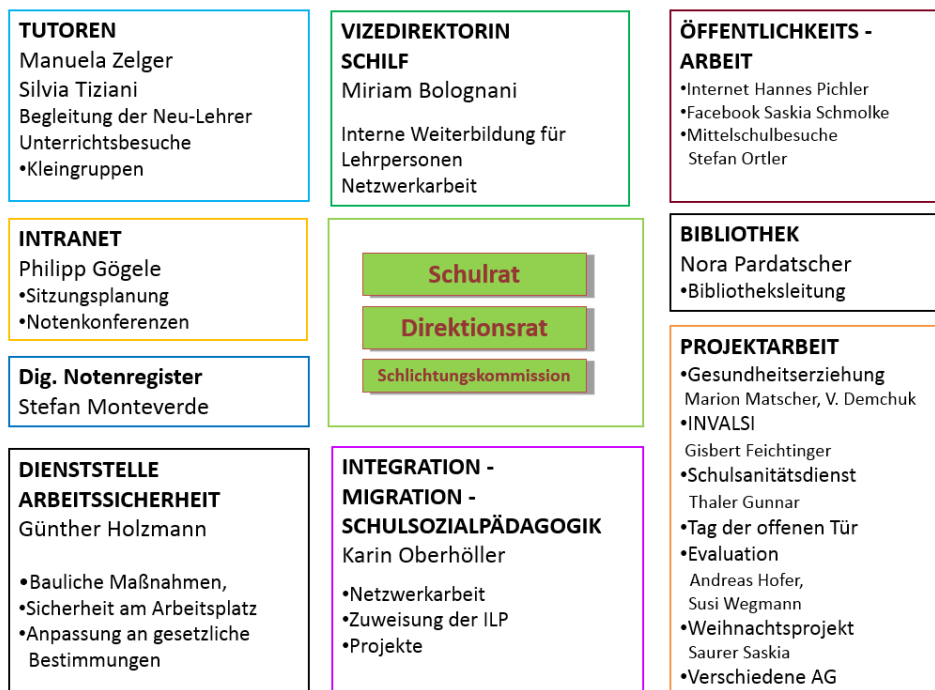 TUTOREN
Manuela Zelger
Silvia Tiziani
Begleitung der Neu-Lehrer
Unterrichtsbesuche
•Kleingruppen
VIZEDIREKTORIN
SCHILF
Miriam Bolognani
Interne Weiterbildung für
Lehrpersonen
Netzwerkarbeit
ÖFFENTLICHKEITS -
ARBEIT
•Internet Hannes Pichler
•Facebook Saskia Schmolke
•Mittelschulbesuche
Stefan Ortler
INTRANET
Philipp Gögele
•Sitzungsplanung
•Notenkonferenzen
Schulrat
Direktionsrat
Schlichtungskommission
BIBLIOTHEK
Nora Pardatscher
•Bibliotheksleitung
Dig. Notenregister
Stefan Monteverde
PROJEKTARBEIT
•Gesundheitserziehung
Marion Matscher, V. Demchuk
•INVALSI
Gisbert Feichtinger
•Schulsanitätsdienst
Thaler Gunnar
•Tag der offenen Tür
•Evaluation
Andreas Hofer,
Susi Wegmann
•Weihnachtsprojekt
Saurer Saskia
•Verschiedene AG
DIENSTSTELLE
ARBEITSSICHERHEIT
Günther Holzmann
•Bauliche Maßnahmen,
•Sicherheit am Arbeitsplatz
•Anpassung an gesetzliche
Bestimmungen
INTEGRATION -
MIGRATION -
SCHULSOZIALPÄDAGOGIK
Karin Oberhöller
•Netzwerkarbeit
•Zuweisung der ILP
•Projekte